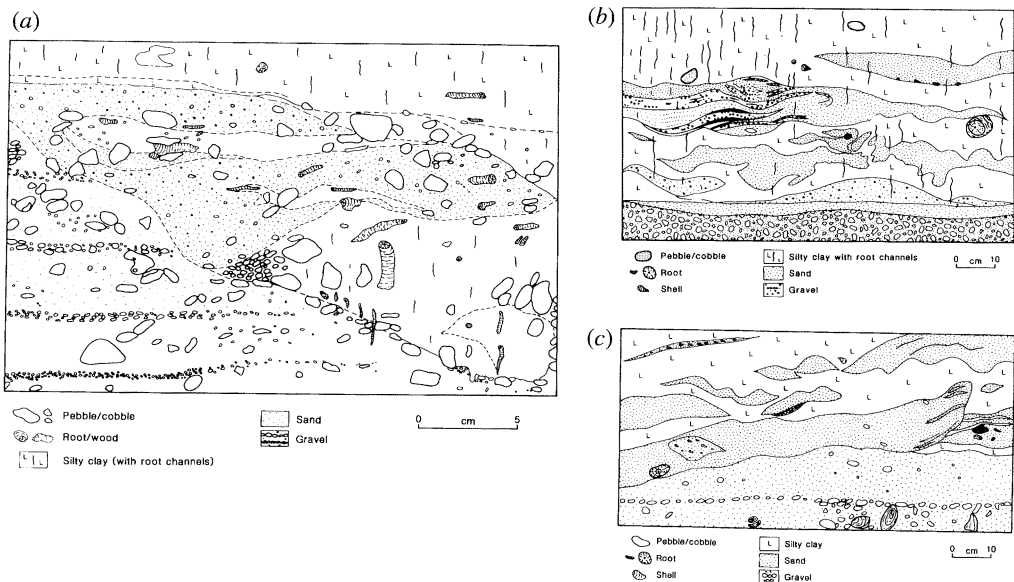 (a)
Pebble/cobble
Root/wood
Silty clay (with root channels)
Sand
Gravel
0 cm 5
(b)
Pebble/cobble
Root
Shell
Silty clay with root channels
Sand
Gravel
0 cm 10
(c)
Pebble/cobble
Root
Shell
L Silty clay
Sand
Gravel
0 cm 10